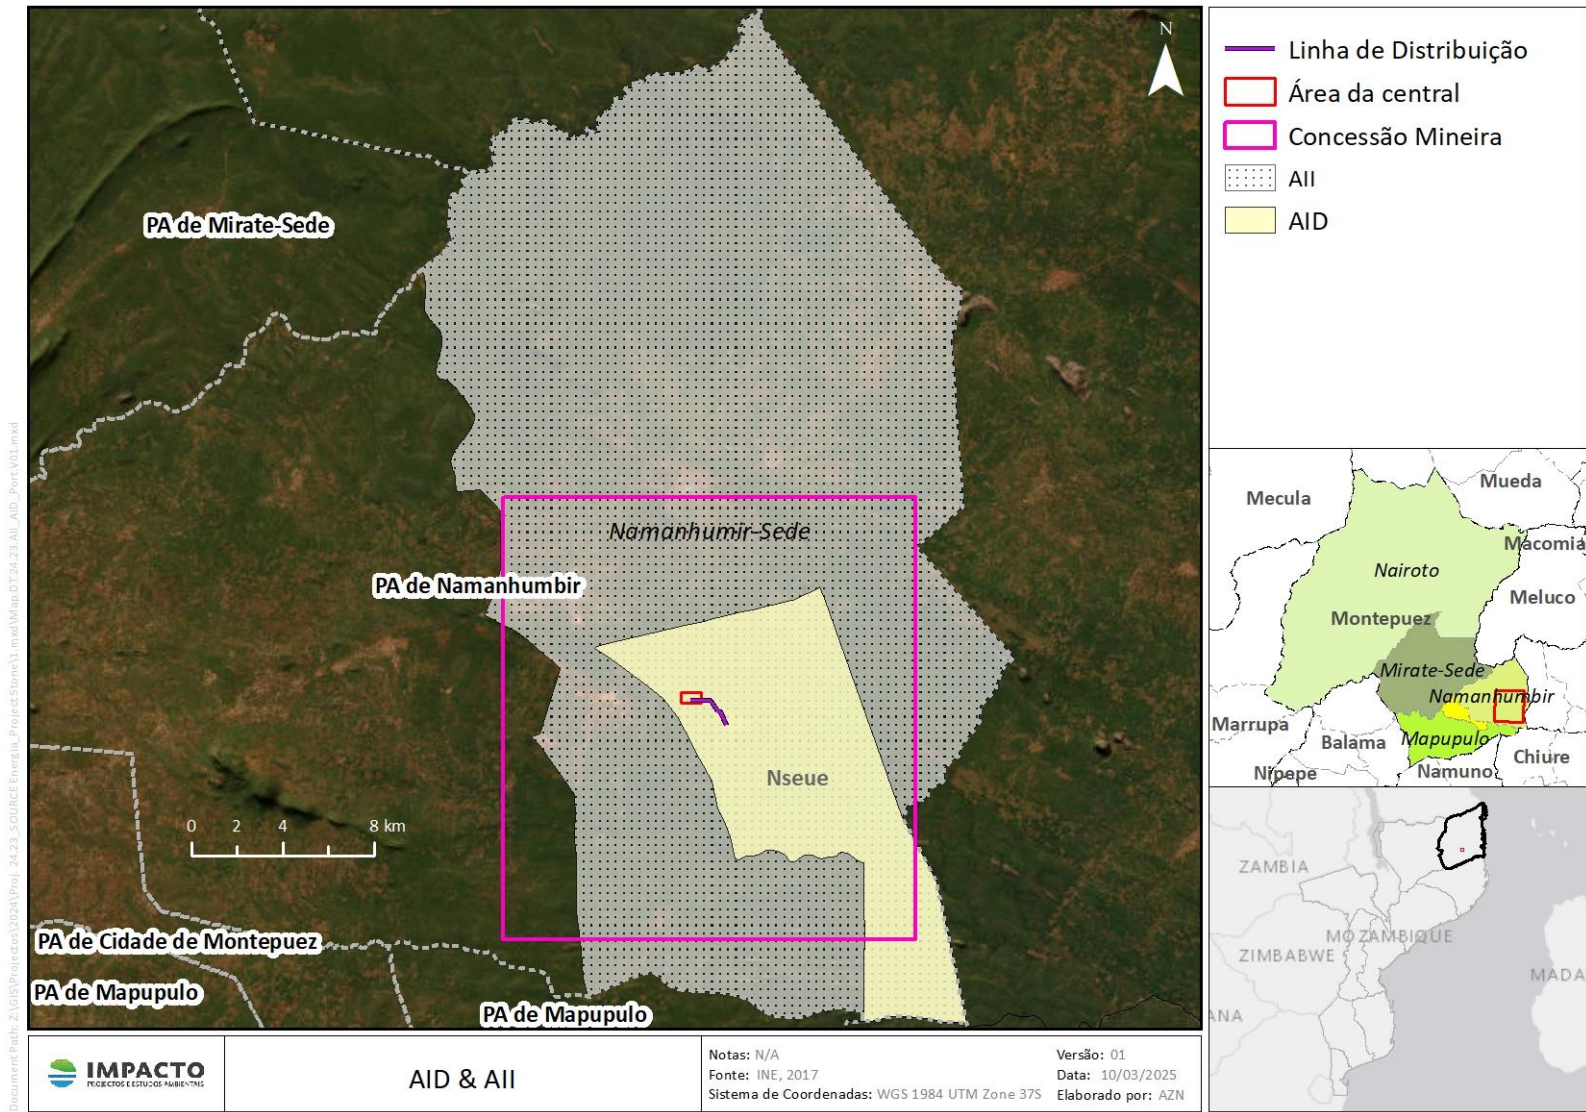 N
PA de Mirate-Sede
Namanhumir-Sede
PA de Namanhumbir
Nseue
0 2 4 8 km
PA de Cidade de Montepuez
PA de Mapupulo
PA de Mapupulo
Linha de Distribuição
Área da central
Concessão Mineira
AII
AID
Mecula
Mueda
Macomia
Nairoto
Meluco
Montepuez
Mirate-Sede
Namanhumbir
Marrupa
Mapupulo
Balama
Chiure
Nipepe
Namuno
ZAMBIA
MOZAMBIQUE
ZIMBABWE
MADA
ANA
IMPACTO
PROJECTOS E ESTUDOS AMBIENTAIS
AID & AII
Notas: N/A
Fonte: INE, 2017
Sistema de Coordenadas: WGS 1984 UTM Zone 37S
Versão: 01
Data: 10/03/2025
Elaborado por: AZN